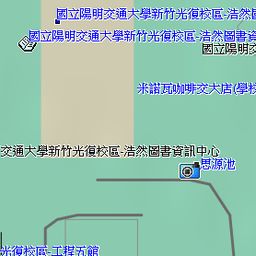 國立陽明交通大學新竹光復校區-浩然
國立陽明交通大學新竹光復校區-浩然圖書資
國立陽明交
米諾瓦咖啡交大店(學校
交通大學新竹光復校區-浩然圖書資訊中心
思源池
光復校區-工程五館